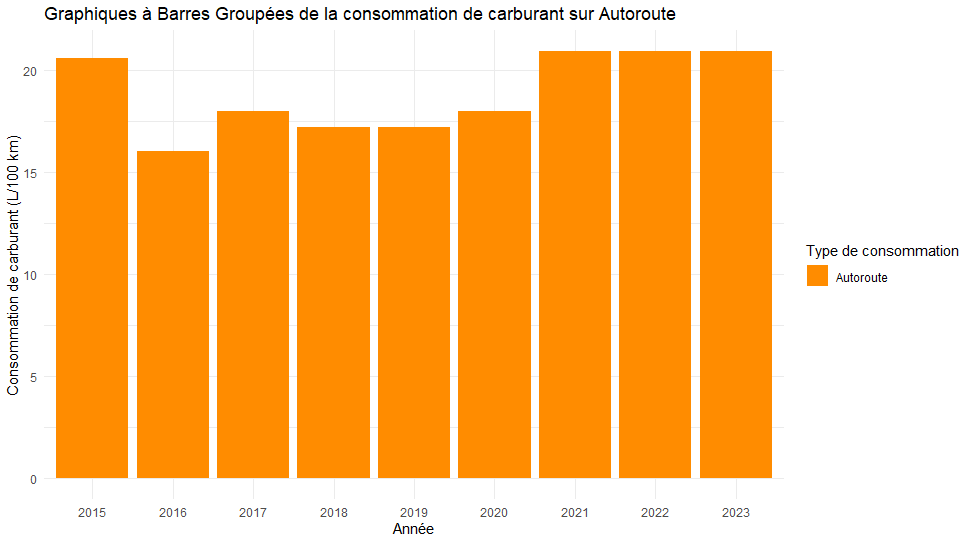 Graphiques à Barres Groupées de la consommation de carburant sur Autoroute
Consommation de carburant (L/100 km)
20
15
10
5
0
2015 2016 2017 2018 2019 2020 2021 2022 2023
Année
Type de consommation
Autoroute